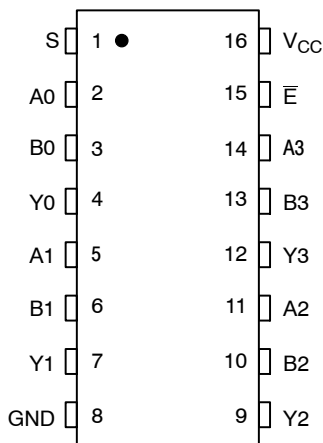 S 1 16 VCC
A0 2 15 E̅
B0 3 14 A3
Y0 4 13 B3
A1 5 12 Y3
B1 6 11 A2
Y1 7 10 B2
GND 8 9 Y2